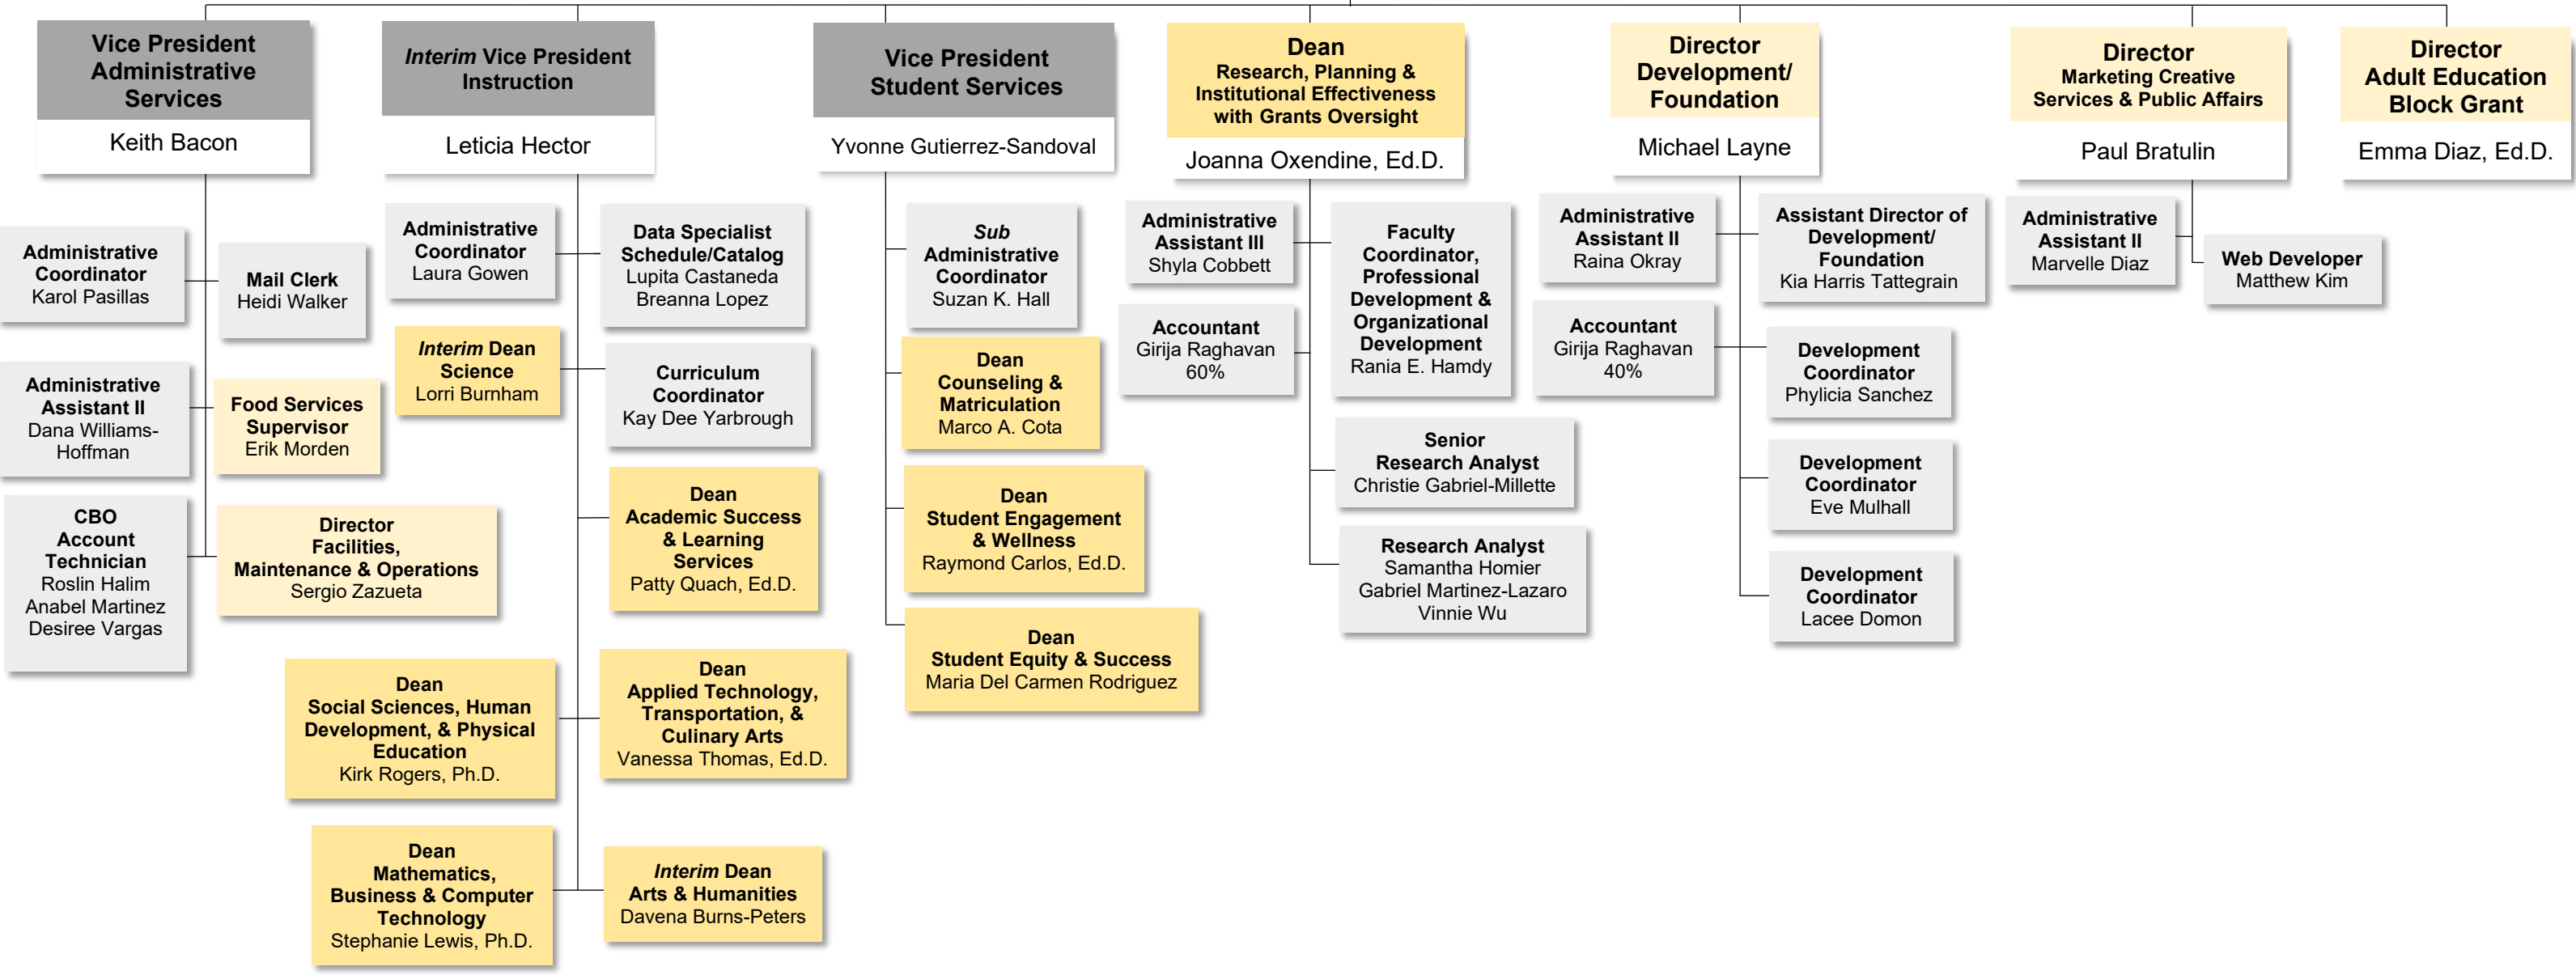 Vice President
Administrative
Services
Keith Bacon
Administrative
Coordinator
Karol Pasillas
Mail Clerk
Heidi Walker
Administrative
Assistant II
Dana Williams-
Hoffman
Food Services
Supervisor
Erik Morden
CBO
Account
Technician
Roslin Halim
Anabel Martinez
Desiree Vargas
Director
Facilities,
Maintenance & Operations
Sergio Zazueta
Interim Vice President
Instruction
Leticia Hector
Administrative
Coordinator
Laura Gowen
Data Specialist
Schedule/Catalog
Lupita Castaneda
Breanna Lopez
Interim Dean
Science
Lorri Burnham
Curriculum
Coordinator
Kay Dee Yarbrough
Dean
Academic Success
& Learning
Services
Patty Quach, Ed.D.
Dean
Social Sciences, Human
Development, & Physical
Education
Kirk Rogers, Ph.D.
Dean
Applied Technology,
Transportation, &
Culinary Arts
Vanessa Thomas, Ed.D.
Dean
Mathematics,
Business & Computer
Technology
Stephanie Lewis, Ph.D.
Interim Dean
Arts & Humanities
Davena Burns-Peters
Vice President
Student Services
Yvonne Gutierrez-Sandoval
Sub
Administrative
Coordinator
Suzan K. Hall
Dean
Counseling &
Matriculation
Marco A. Cota
Dean
Student Engagement
& Wellness
Raymond Carlos, Ed.D.
Dean
Student Equity & Success
Maria Del Carmen Rodriguez
Dean
Research, Planning &
Institutional Effectiveness
with Grants Oversight
Joanna Oxendine, Ed.D.
Administrative
Assistant III
Shyla Cobbett
Faculty
Coordinator,
Professional
Development &
Organizational
Development
Rania E. Hamdy
Accountant
Girija Raghavan
60%
Senior
Research Analyst
Christie Gabriel-Millette
Research Analyst
Samantha Homier
Gabriel Martinez-Lazaro
Vinnie Wu
Director
Development/
Foundation
Michael Layne
Administrative
Assistant II
Raina Okray
Assistant Director of
Development/
Foundation
Kia Harris Tattegrain
Accountant
Girija Raghavan
40%
Development
Coordinator
Phylicia Sanchez
Development
Coordinator
Eve Mulhall
Development
Coordinator
Lacee Domon
Director
Marketing Creative
Services & Public Affairs
Paul Bratulin
Administrative
Assistant II
Marvelle Diaz
Web Developer
Matthew Kim
Director
Adult Education
Block Grant
Emma Diaz, Ed.D.